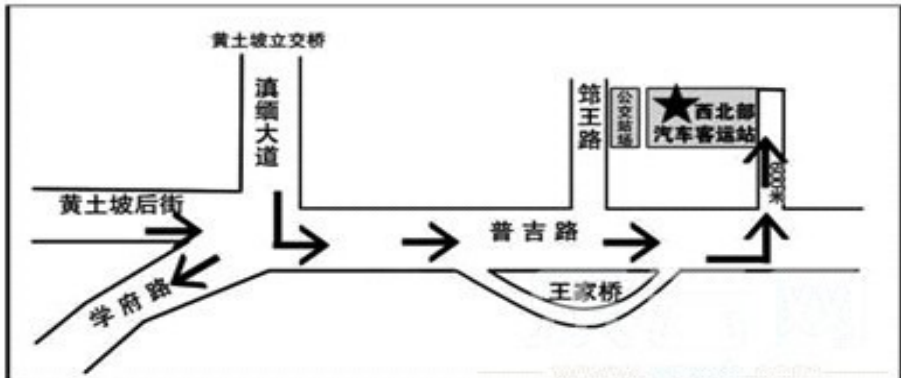 黄土坡立交桥
滇缅大道
筇王路
公交站场
西北部
汽车客运站
800米
黄土坡后街
普吉路
学府路
王家桥